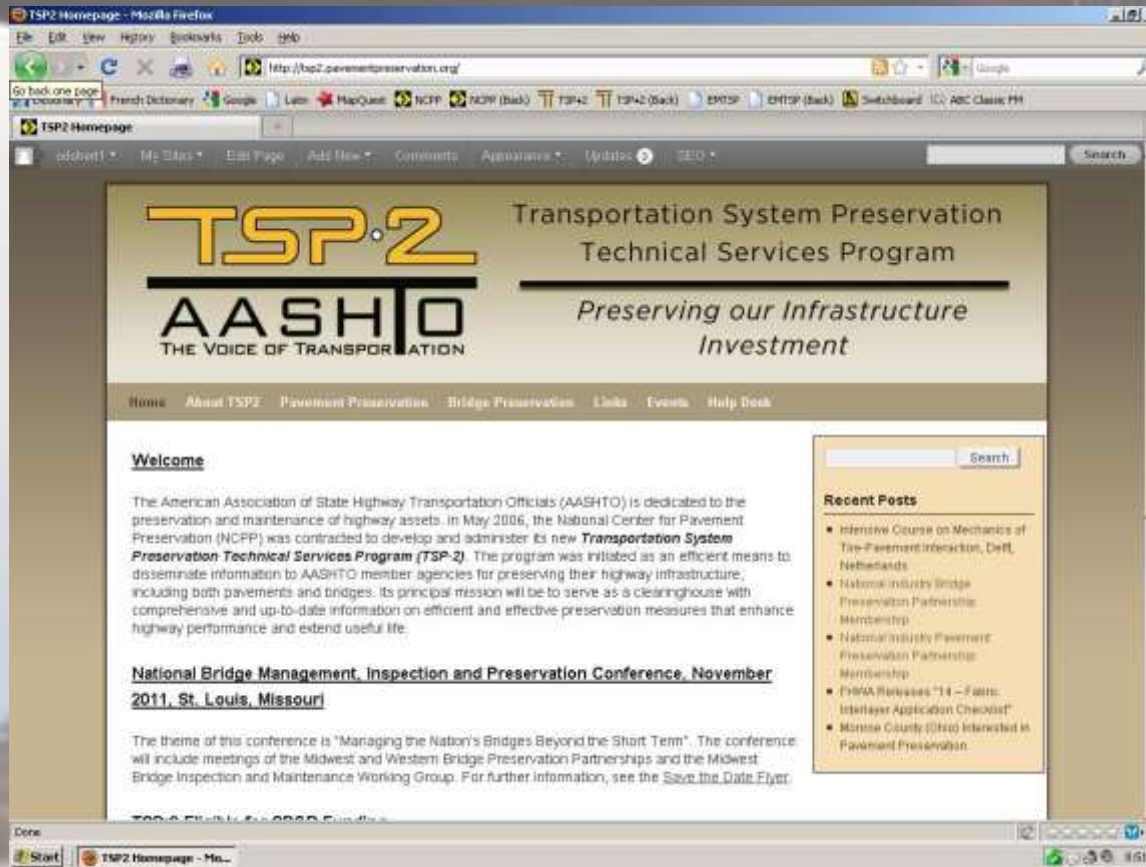 TSP2 Homepage - Mozilla Firefox
File Edit View History Bookmarks Tools Help
http://tsp2.pavementpreservation.org/
Google
Go back one page
Dictionary French Dictionary Google Latin MapQuest NCPP NCPP (Back) TSP•2 TSP•2 (Back) EMTSP EMTSP (Back) Switchboard ABC Classic FM
TSP2 Homepage
My Sites Edit Page Add New Comments Appearance Updates SEO
Search
TSP·2
AASHTO
THE VOICE OF TRANSPORTATION
Transportation System Preservation
Technical Services Program
Preserving our Infrastructure
Investment
Home About TSP2 Pavement Preservation Bridge Preservation Links Events Help Desk
Welcome
The American Association of State Highway Transportation Officials (AASHTO) is dedicated to the
preservation and maintenance of highway assets. In May 2006, the National Center for Pavement
Preservation (NCPP) was contracted to develop and administer its new Transportation System
Preservation Technical Services Program (TSP·2). The program was initiated as an efficient means to
disseminate information to AASHTO member agencies for preserving their highway infrastructure,
including both pavements and bridges. Its principal mission will be to serve as a clearinghouse with
comprehensive and up-to-date information on efficient and effective preservation measures that enhance
highway performance and extend useful life.
National Bridge Management, Inspection and Preservation Conference, November
2011, St. Louis, Missouri
The theme of this conference is "Managing the Nation's Bridges Beyond the Short Term". The conference
will include meetings of the Midwest and Western Bridge Preservation Partnerships and the Midwest
Bridge Inspection and Maintenance Working Group. For further information, see the Save the Date Flyer.
Search
Recent Posts
Intensive Course on Mechanics of
Tire-Pavement Interaction, Delft,
Netherlands
National Industry Bridge
Preservation Partnership
Membership
National Industry Pavement
Preservation Partnership
Membership
FHWA Releases "14 – Fabric
Interlayer Application Checklist"
Monroe County (Ohio) Interested in
Pavement Preservation
Done
Start TSP2 Homepage - Mo...